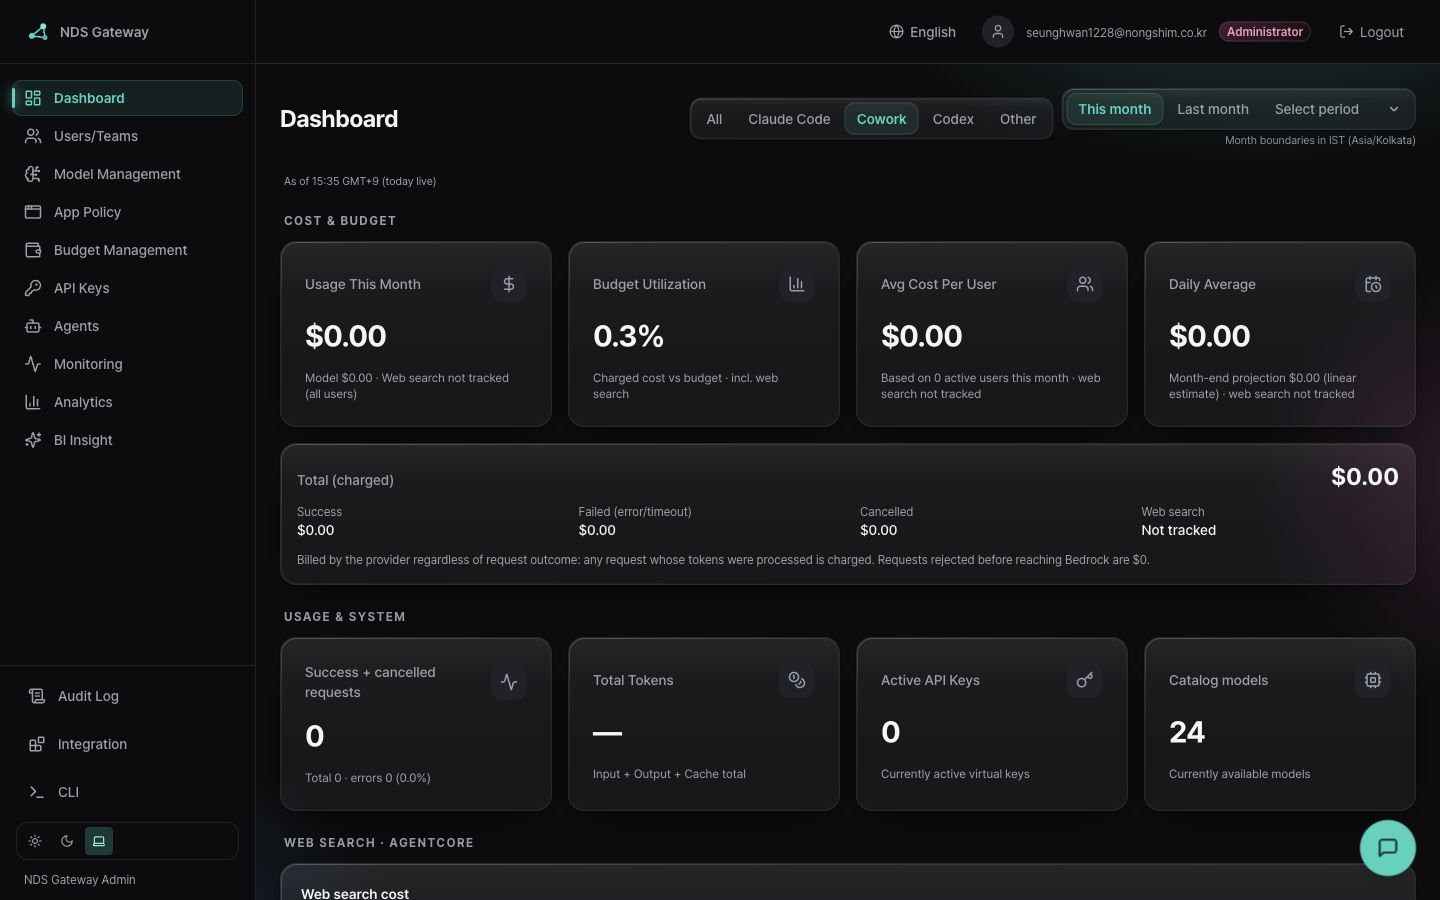 NDS Gateway
English
seunghwan1228@nongshim.co.kr
Administrator
Logout
Dashboard
Users/Teams
Model Management
App Policy
Budget Management
API Keys
Agents
Monitoring
Analytics
BI Insight
Audit Log
Integration
CLI
NDS Gateway Admin
Dashboard
All
Claude Code
Cowork
Codex
Other
This month
Last month
Select period
Month boundaries in IST (Asia/Kolkata)
As of 15:35 GMT+9 (today live)
COST & BUDGET
Usage This Month
$0.00
Model $0.00 · Web search not tracked
(all users)
Budget Utilization
0.3%
Charged cost vs budget · incl. web
search
Avg Cost Per User
$0.00
Based on 0 active users this month · web
search not tracked
Daily Average
$0.00
Month-end projection $0.00 (linear
estimate) · web search not tracked
Total (charged)
$0.00
Success
$0.00
Failed (error/timeout)
$0.00
Cancelled
$0.00
Web search
Not tracked
Billed by the provider regardless of request outcome: any request whose tokens were processed is charged. Requests rejected before reaching Bedrock are $0.
USAGE & SYSTEM
Success + cancelled
requests
0
Total 0 · errors 0 (0.0%)
Total Tokens
—
Input + Output + Cache total
Active API Keys
0
Currently active virtual keys
Catalog models
24
Currently available models
WEB SEARCH · AGENTCORE
Web search cost